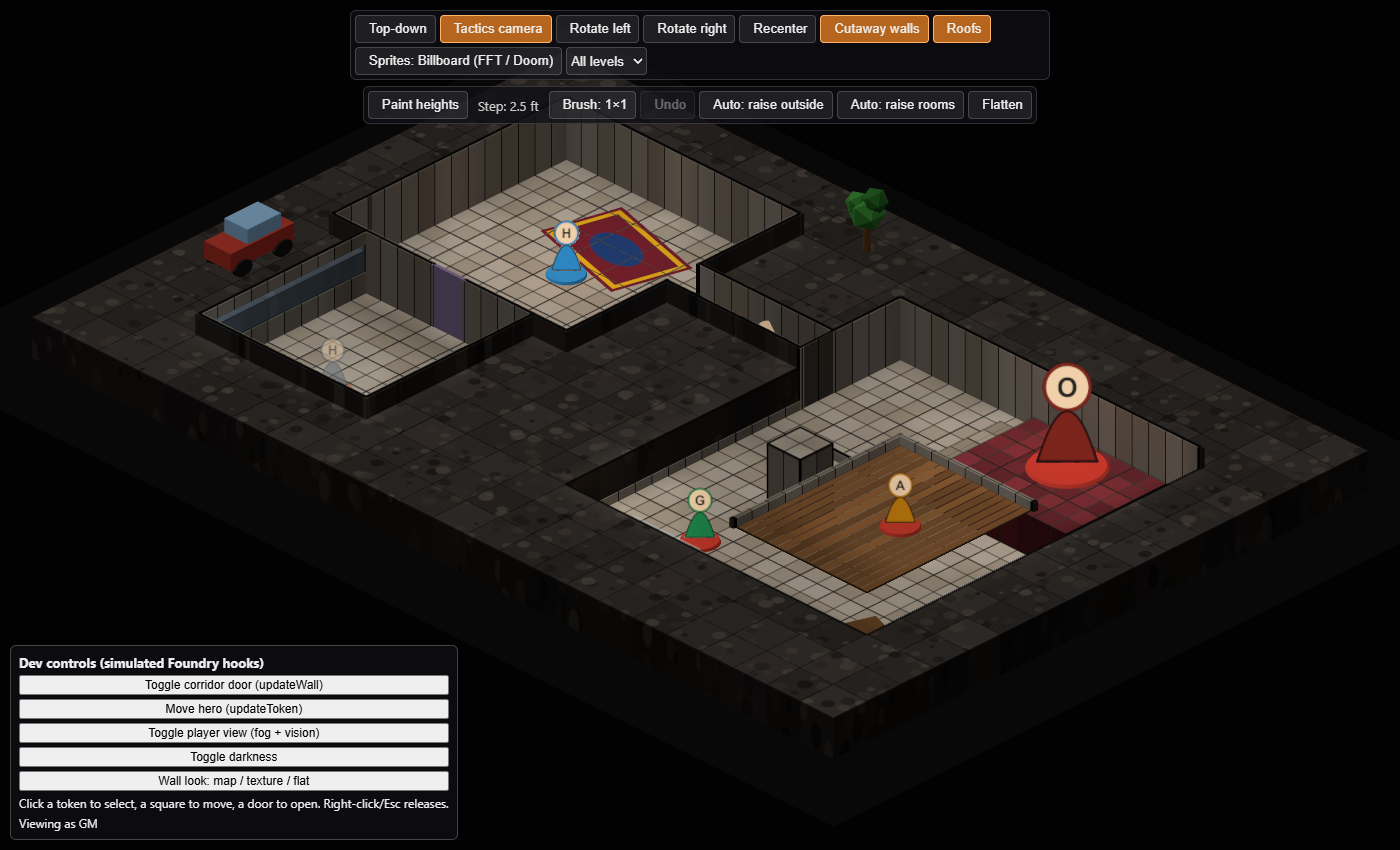 Top-down Tactics camera Rotate left Rotate right Recenter Cutaway walls Roofs
Sprites: Billboard (FFT / Doom) All levels
Paint heights Step: 2.5 ft Brush: 1×1 Undo Auto: raise outside Auto: raise rooms Flatten
H
H
O
A
G
Dev controls (simulated Foundry hooks)
Toggle corridor door (updateWall)
Move hero (updateToken)
Toggle player view (fog + vision)
Toggle darkness
Wall look: map / texture / flat
Click a token to select, a square to move, a door to open. Right-click/Esc releases.
Viewing as GM